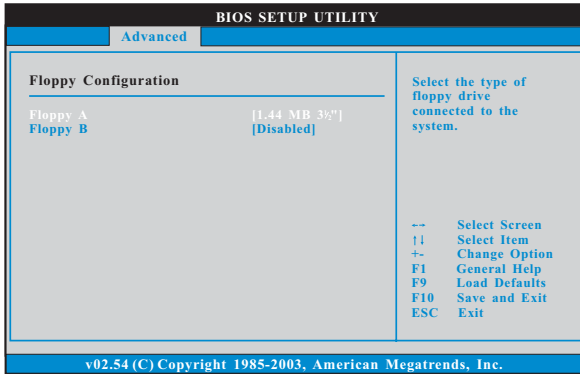 BIOS SETUP UTILITY
Advanced
Floppy Configuration
Floppy A [1.44 MB 3½"]
Floppy B [Disabled]
Select the type of
floppy drive
connected to the
system.
←→ Select Screen
↑↓ Select Item
+- Change Option
F1 General Help
F9 Load Defaults
F10 Save and Exit
ESC Exit
v02.54 (C) Copyright 1985-2003, American Megatrends, Inc.